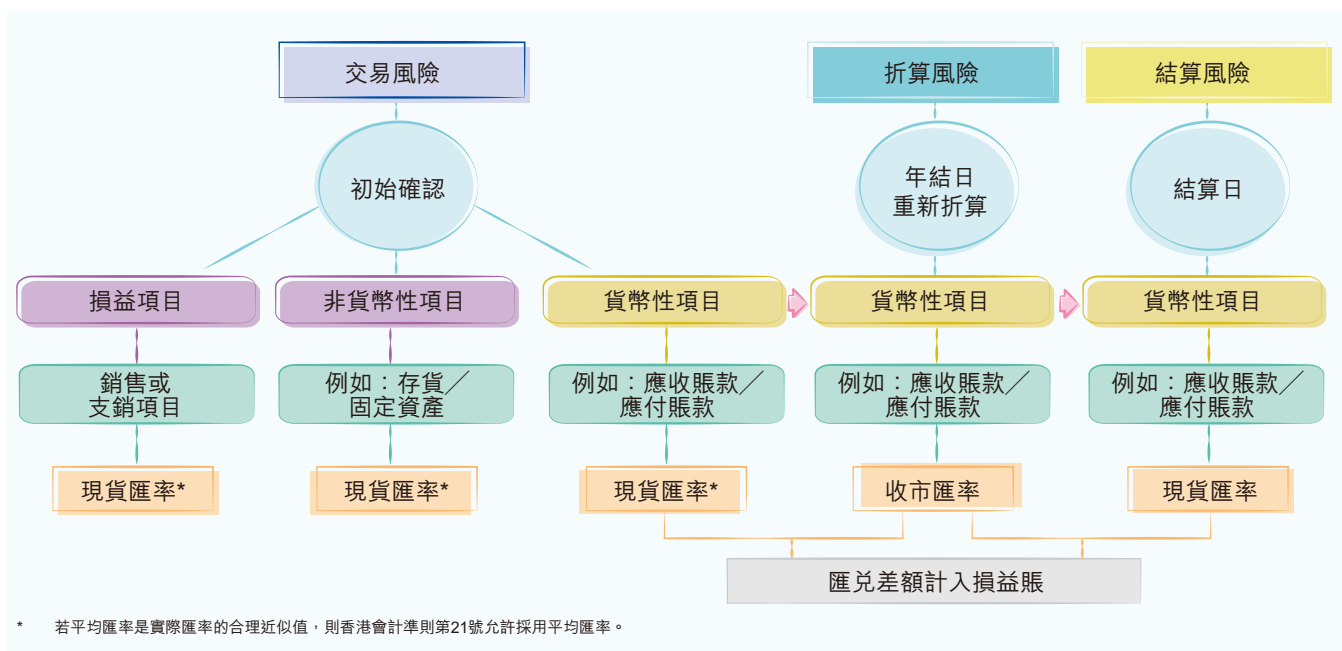 交易風險
折算風險
結算風險
初始確認
年結日
重新折算
結算日
損益項目
非貨幣性項目
貨幣性項目
貨幣性項目
貨幣性項目
銷售或
支銷項目
例如：存貨／
固定資產
例如：應收賬款／
應付賬款
例如：應收賬款／
應付賬款
例如：應收賬款／
應付賬款
現貨匯率*
現貨匯率*
現貨匯率*
收市匯率
現貨匯率
匯兌差額計入損益賬
* 若平均匯率是實際匯率的合理近似值，則香港會計準則第21號允許採用平均匯率。